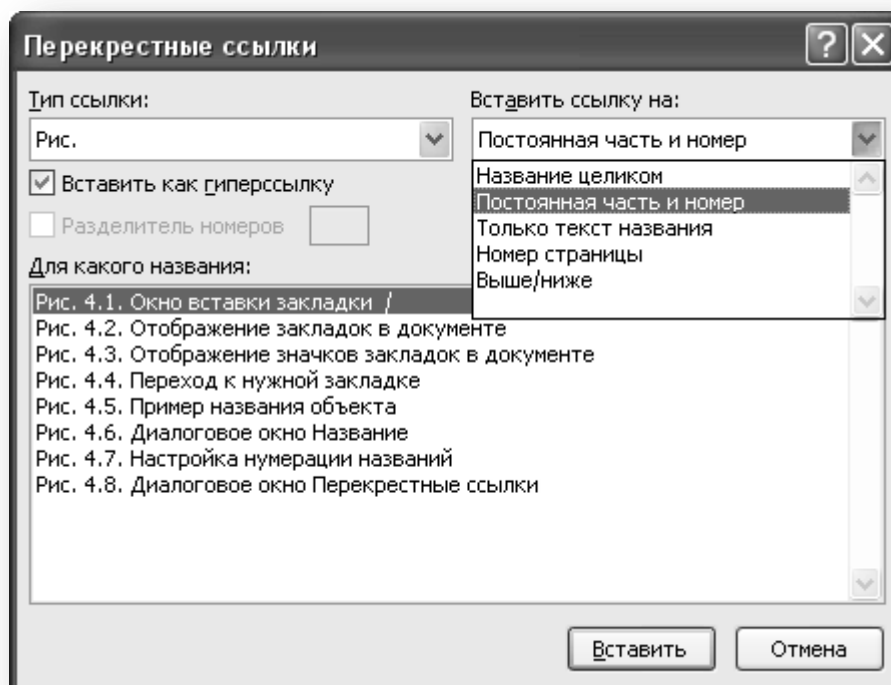 Перекрестные ссылки
Тип ссылки:
Вставить ссылку на:
Рис.
Постоянная часть и номер
Вставить как гиперссылку
Название целиком
Постоянная часть и номер
Разделитель номеров
Только текст названия
Номер страницы
Выше/ниже
Для какого названия:
Рис. 4.1. Окно вставки закладки /
Рис. 4.2. Отображение закладок в документе
Рис. 4.3. Отображение значков закладок в документе
Рис. 4.4. Переход к нужной закладке
Рис. 4.5. Пример названия объекта
Рис. 4.6. Диалоговое окно Название
Рис. 4.7. Настройка нумерации названий
Рис. 4.8. Диалоговое окно Перекрестные ссылки
Вставить
Отмена